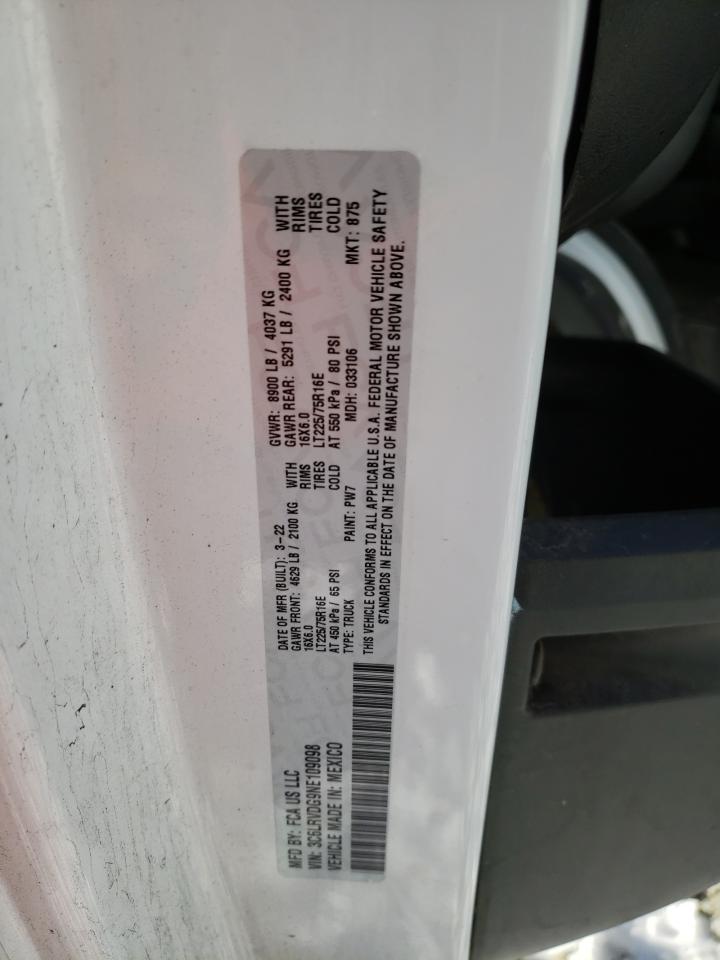 MFD BY: FCA US LLC
DATE OF MFR (BUILT): 3-22 GVWR: 8900 LB / 4037 KG
GAWR FRONT: 4629 LB / 2100 KG WITH GAWR REAR: 5291 LB / 2400 KG WITH
16X6.0 RIMS 16X6.0 RIMS
LT225/75R16E TIRES LT225/75R16E TIRES
AT 450 kPa / 65 PSI COLD AT 550 kPa / 80 PSI COLD
VIN: 3C6LRVDG9NE109098 TYPE: TRUCK PAINT: PW7 MDH: 033106 MKT: 875
VEHICLE MADE IN: MEXICO
THIS VEHICLE CONFORMS TO ALL APPLICABLE U.S.A. FEDERAL MOTOR VEHICLE SAFETY
STANDARDS IN EFFECT ON THE DATE OF MANUFACTURE SHOWN ABOVE.